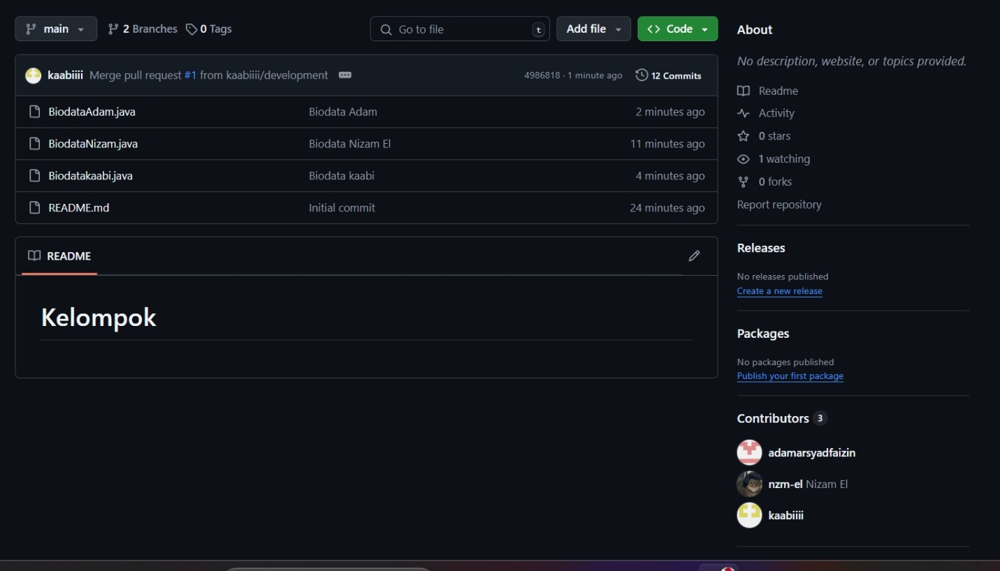 main
2 Branches
0 Tags
Go to file
t
Add file
Code
kaabiiii Merge pull request #1 from kaabiiii/development
4986818 · 1 minute ago
12 Commits
BiodataAdam.java Biodata Adam 2 minutes ago
BiodataNizam.java Biodata Nizam El 11 minutes ago
Biodatakaabi.java Biodata kaabi 4 minutes ago
README.md Initial commit 24 minutes ago
README
Kelompok
About
No description, website, or topics provided.
Readme
Activity
0 stars
1 watching
0 forks
Report repository
Releases
No releases published
Create a new release
Packages
No packages published
Publish your first package
Contributors 3
adamarsyadfaizin
nzm-el Nizam El
kaabiiii